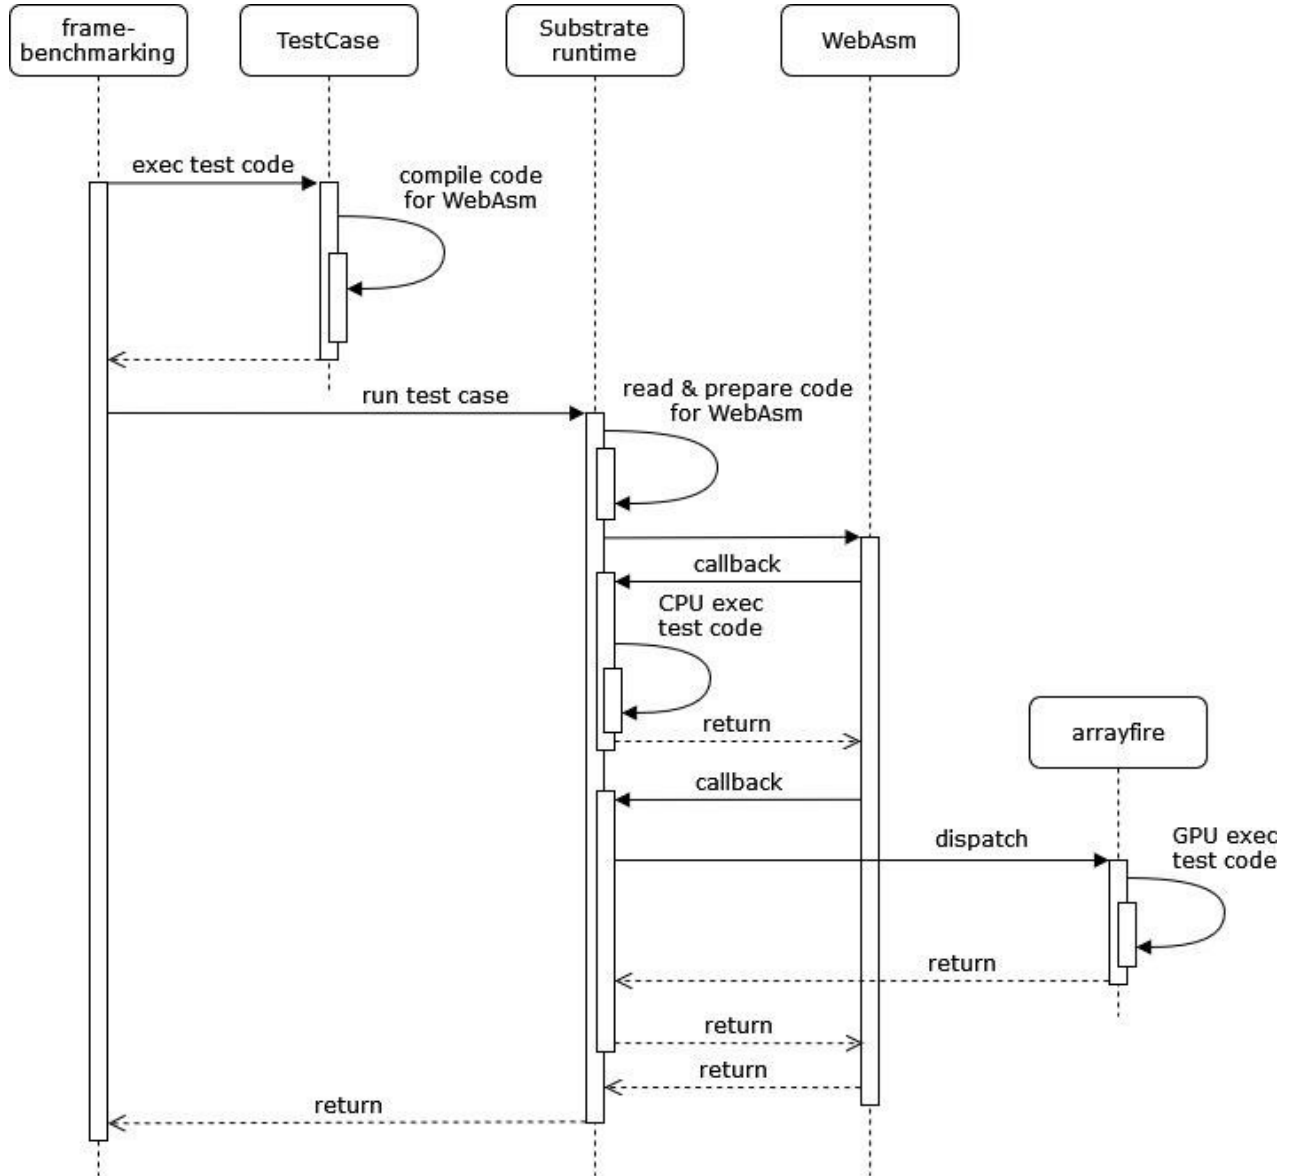 frame-
benchmarking
TestCase
Substrate
runtime
WebAsm
exec test code
compile code
for WebAsm
run test case
read & prepare code
for WebAsm
callback
CPU exec
test code
return
arrayfire
callback
dispatch
GPU exec
test code
return
return
return
return